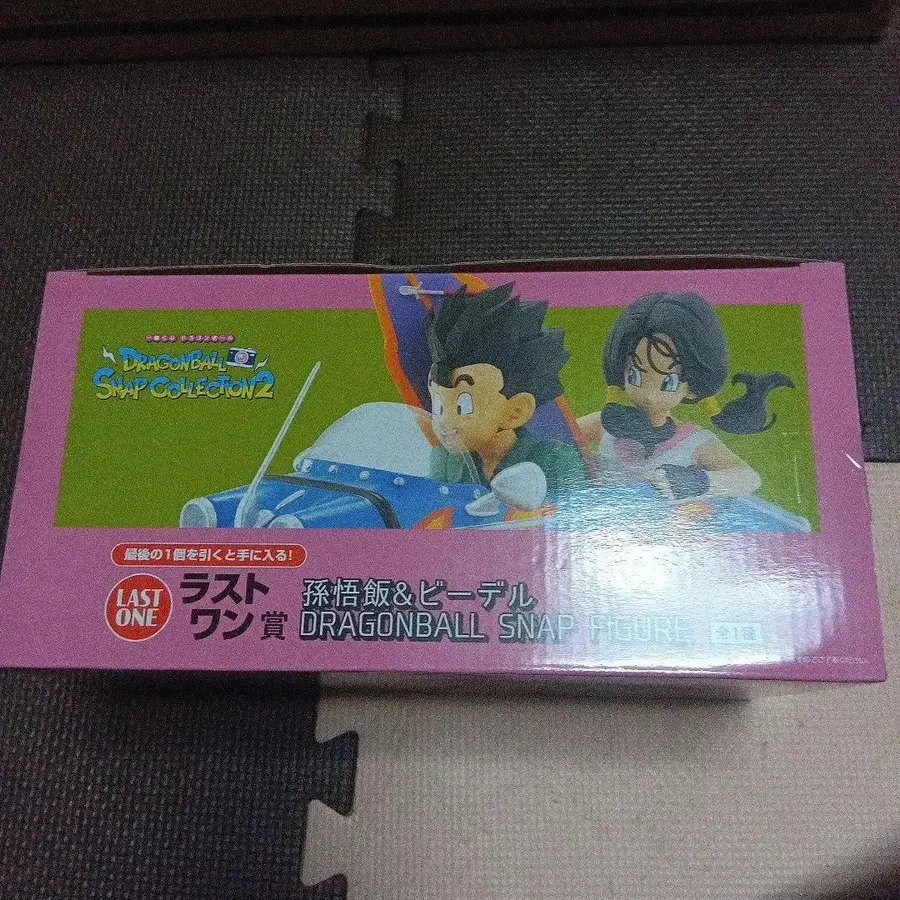 一番くじ ドラゴンボール
DRAGONBALL
SNAP COLLECTION2
最後の1個を引くと手に入る!
LAST
ONE
ラスト
ワン賞
孫悟飯&ビーデル
DRAGONBALL SNAP FIGURE
全1種